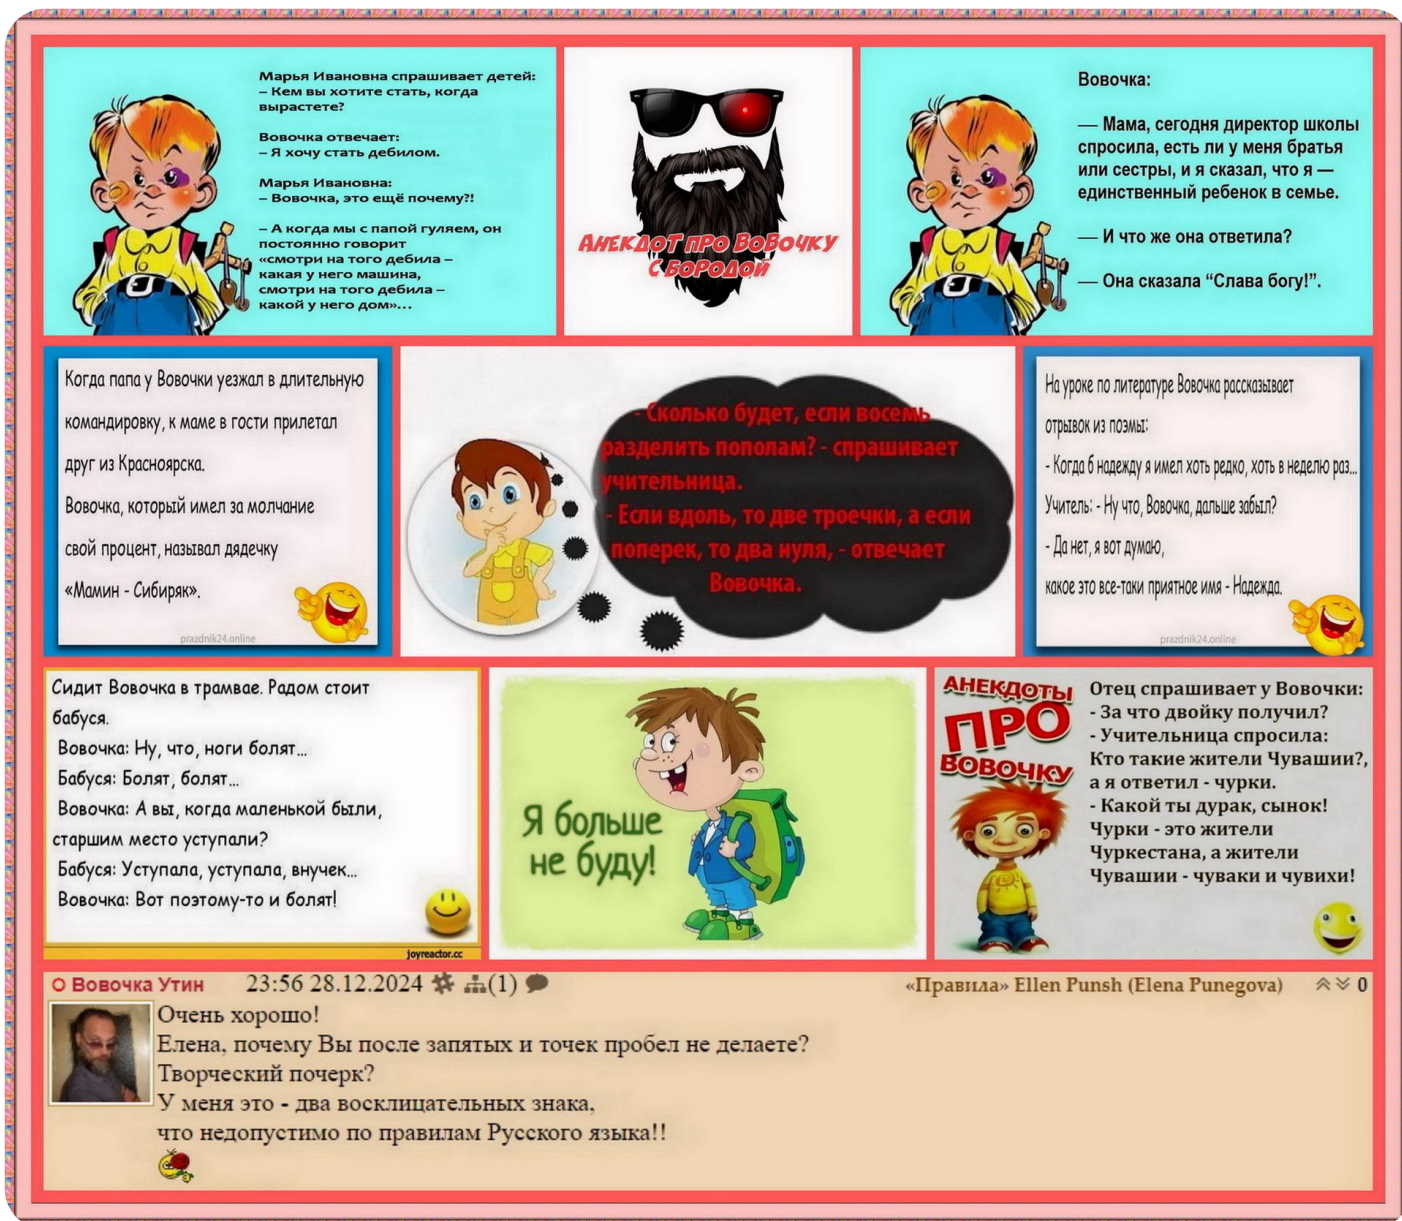 Марья Ивановна спрашивает детей:
– Кем вы хотите стать, когда
вырастете?
Вовочка отвечает:
– Я хочу стать дебилом.
Марья Ивановна:
– Вовочка, это ещё почему?!
– А когда мы с папой гуляем, он
постоянно говорит
«смотри на того дебила –
какая у него машина,
смотри на того дебила –
какой у него дом»...
Анекдот про Вовочку
с бородой
Вовочка:
— Мама, сегодня директор школы
спросила, есть ли у меня братья
или сестры, и я сказал, что я —
единственный ребенок в семье.
— И что же она ответила?
— Она сказала “Слава богу!”.
Когда папа у Вовочки уезжал в длительную
командировку, к маме в гости прилетал
друг из Красноярска.
Вовочка, который имел за молчание
свой процент, называл дядечку
«Мамин - Сибиряк».
prazdnik24.online
- Сколько будет, если восемь
разделить пополам? - спрашивает
учительница.
- Если вдоль, то две троечки, а если
поперек, то два нуля, - отвечает
Вовочка.
На уроке по литературе Вовочка рассказывает
отрывок из поэмы:
- Когда б надежду я имел хоть редко, хоть в неделю раз...
Учитель: - Ну что, Вовочка, дальше забыл?
- Да нет, я вот думаю,
какое это все-таки приятное имя - Надежда.
prazdnik24.online
Сидит Вовочка в трамвае. Радом стоит
бабуся.
Вовочка: Ну, что, ноги болят...
Бабуся: Болят, болят...
Вовочка: А вы, когда маленькой были,
старшим место уступали?
Бабуся: Уступала, уступала, внучек...
Вовочка: Вот поэтому-то и болят!
joyreactor.cc
Я больше
не буду!
АНЕКДОТЫ
ПРО
ВОВОЧКУ
Отец спрашивает у Вовочки:
- За что двойку получил?
- Учительница спросила:
Кто такие жители Чувашии?,
а я ответил - чурки.
- Какой ты дурак, сынок!
Чурки - это жители
Чуркестана, а жители
Чувашии - чуваки и чувихи!
Вовочка Утин 23:56 28.12.2024 (1) «Правила» Ellen Punsh (Elena Punegova) 0
Очень хорошо!
Елена, почему Вы после запятых и точек пробел не делаете?
Творческий почерк?
У меня это - два восклицательных знака,
что недопустимо по правилам Русского языка!!